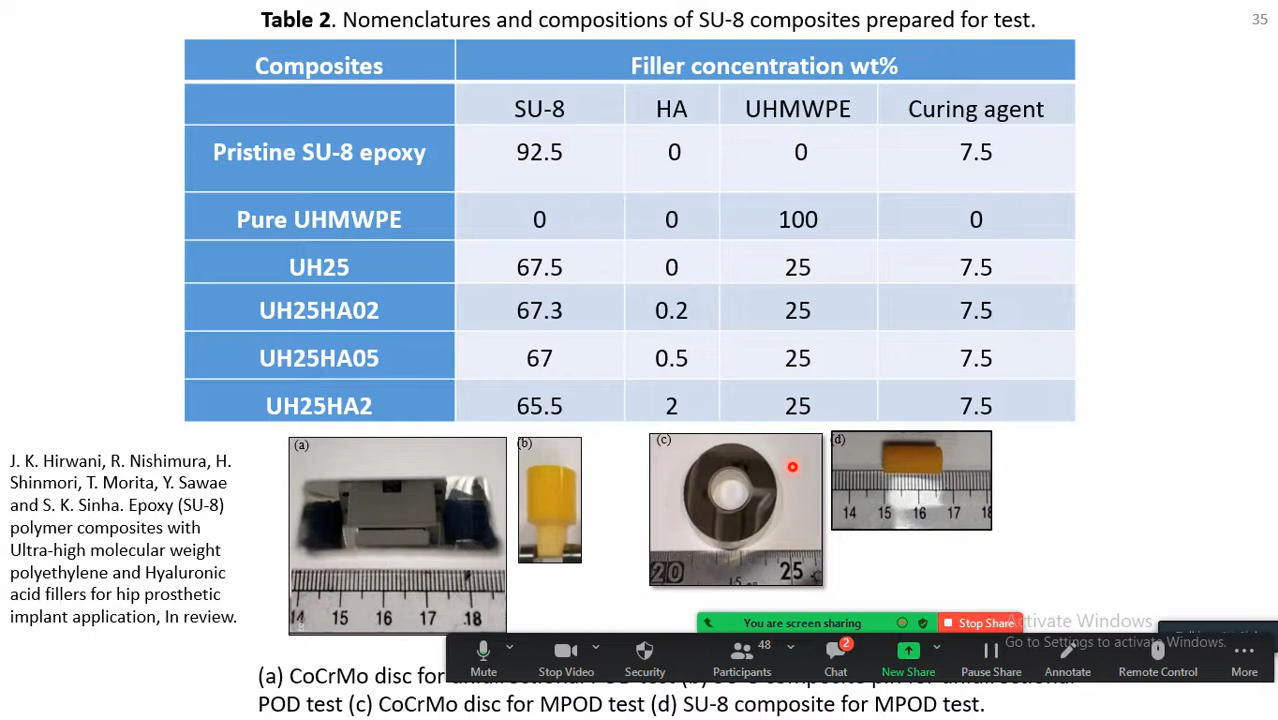 Table 2. Nomenclatures and compositions of SU-8 composites prepared for test.
35
Composites Filler concentration wt%
SU-8 HA UHMWPE Curing agent
Pristine SU-8 epoxy 92.5 0 0 7.5
Pure UHMWPE 0 0 100 0
UH25 67.5 0 25 7.5
UH25HA02 67.3 0.2 25 7.5
UH25HA05 67 0.5 25 7.5
UH25HA2 65.5 2 25 7.5
(a)
(b)
(c)
(d)
14 15 16 17 18
20 15 25
14 15 16 17 18
J. K. Hirwani, R. Nishimura, H.
Shinmori, T. Morita, Y. Sawae
and S. K. Sinha. Epoxy (SU-8)
polymer composites with
Ultra-high molecular weight
polyethylene and Hyaluronic
acid fillers for hip prosthetic
implant application, In review.
You are screen sharing Stop Share
Activate Windows
Go to Settings to activate Windows.
48 2
Mute Stop Video Security Participants Chat New Share Pause Share Annotate Remote Control More
(a) CoCrMo disc for
POD test (c) CoCrMo disc for MPOD test (d) SU-8 composite for MPOD test.